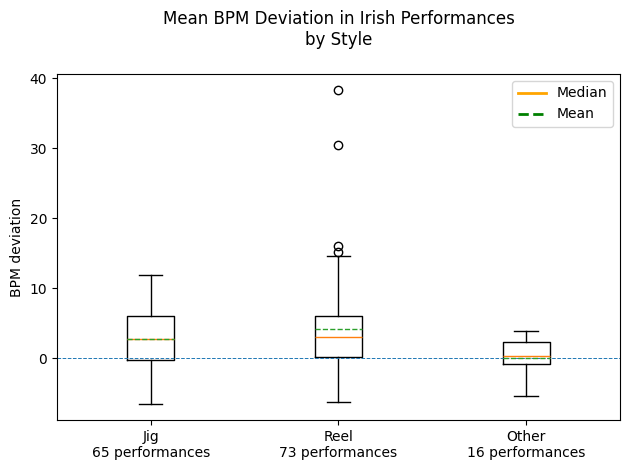 Mean BPM Deviation in Irish Performances
by Style
Median
Mean
BPM deviation
40
30
20
10
0
Jig
65 performances
Reel
73 performances
Other
16 performances